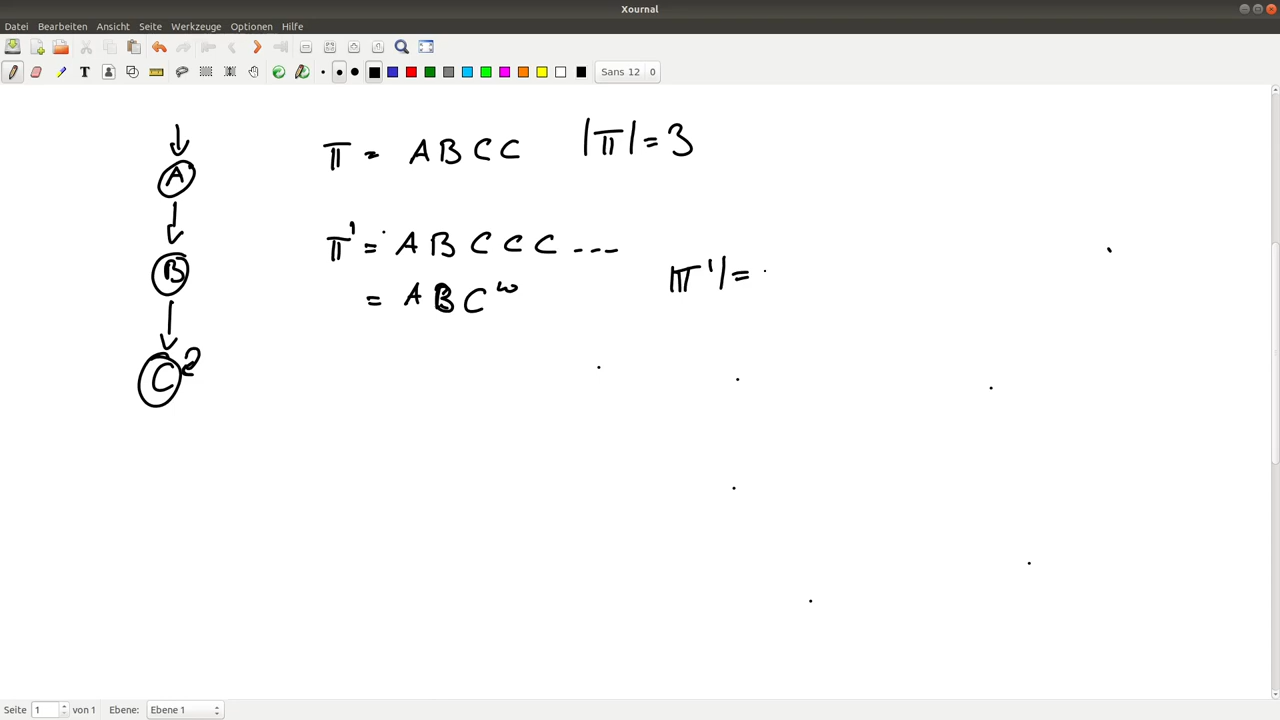 Xournal
Datei Bearbeiten Ansicht Seite Werkzeuge Optionen Hilfe
Sans 12 0
π = A B C C |π| = 3
A
π' = A B C C C ---
B
|π'| =
= A B C^ω
C
Seite 1 von 1 Ebene: Ebene 1